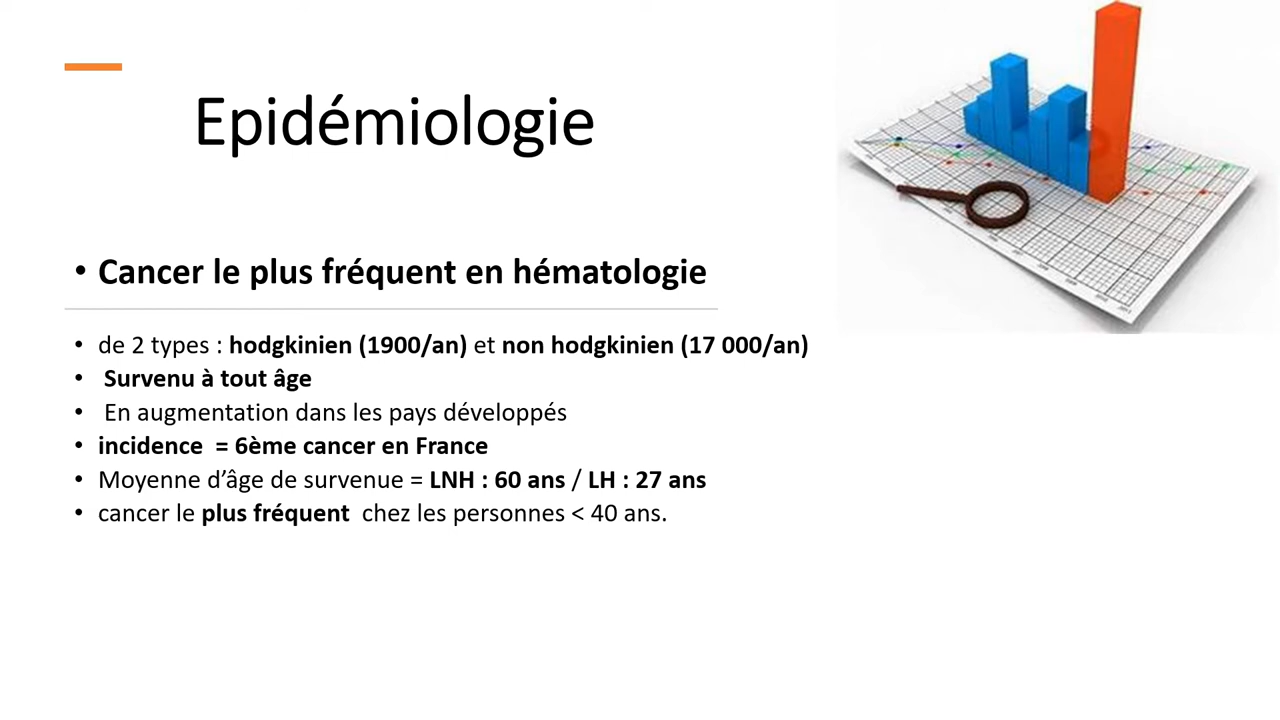 Epidémiologie
• Cancer le plus fréquent en hématologie
• de 2 types : hodgkinien (1900/an) et non hodgkinien (17 000/an)
• Survenu à tout âge
• En augmentation dans les pays développés
• incidence = 6ème cancer en France
• Moyenne d’âge de survenue = LNH : 60 ans / LH : 27 ans
• cancer le plus fréquent chez les personnes < 40 ans.